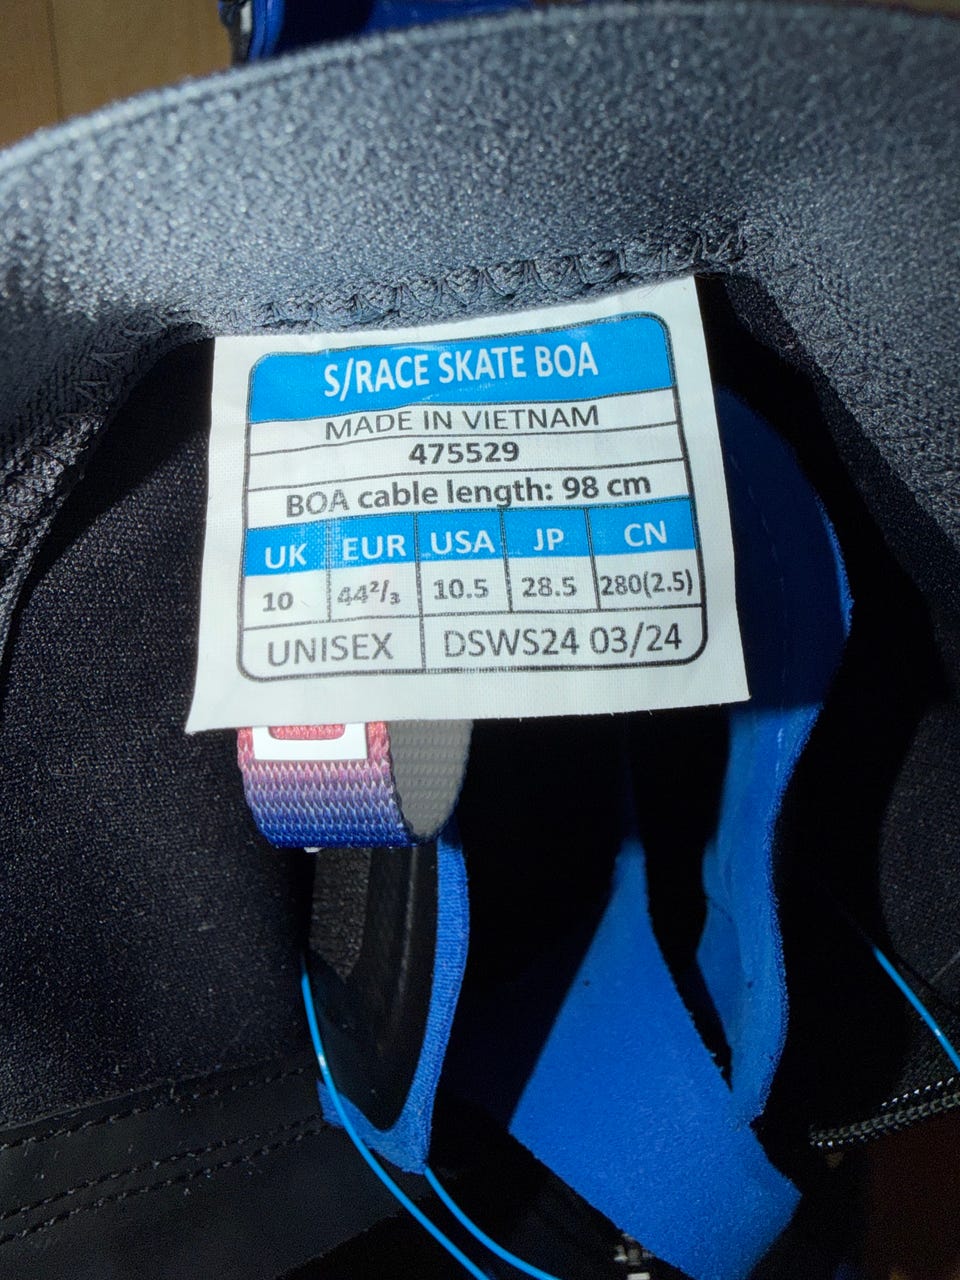 S/RACE SKATE BOA
MADE IN VIETNAM
475529
BOA cable length: 98 cm
UK EUR USA JP CN
10 44²/₃ 10.5 28.5 280(2.5)
UNISEX DSWS24 03/24